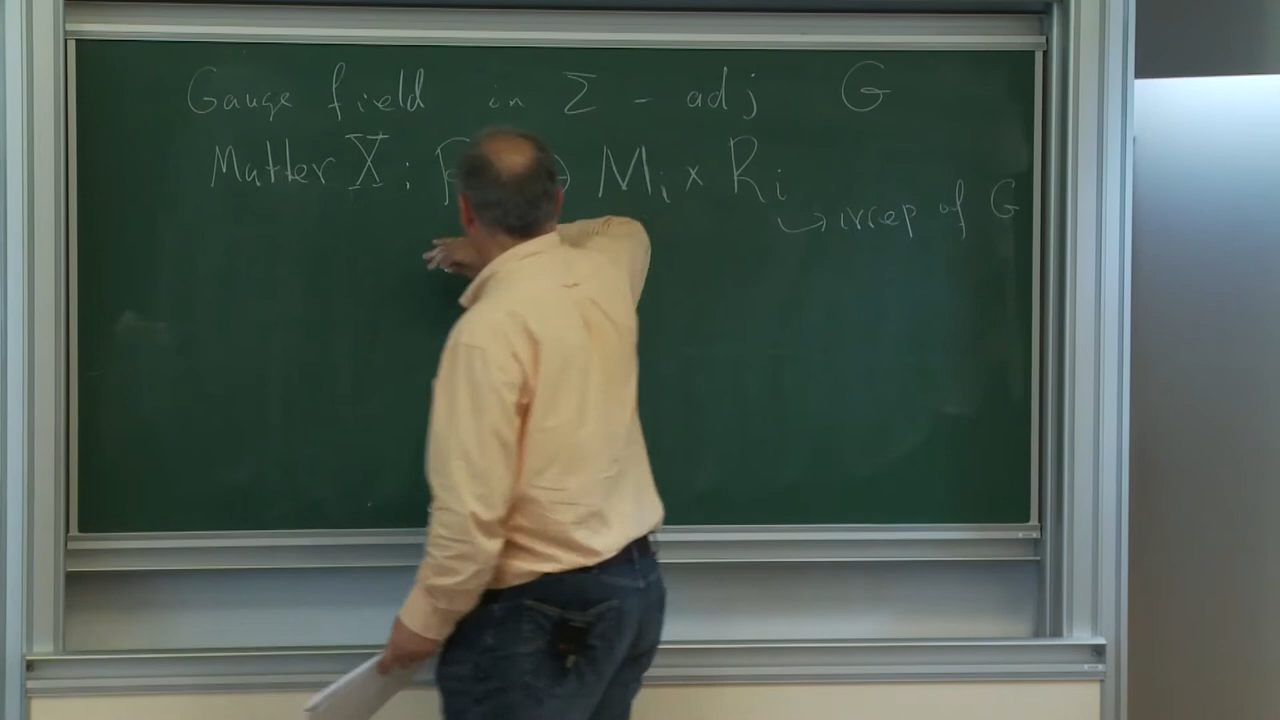 Gauge field in Σ - adj G
Matter X : ⊕ Mᵢ × Rᵢ
↳ irrep of G